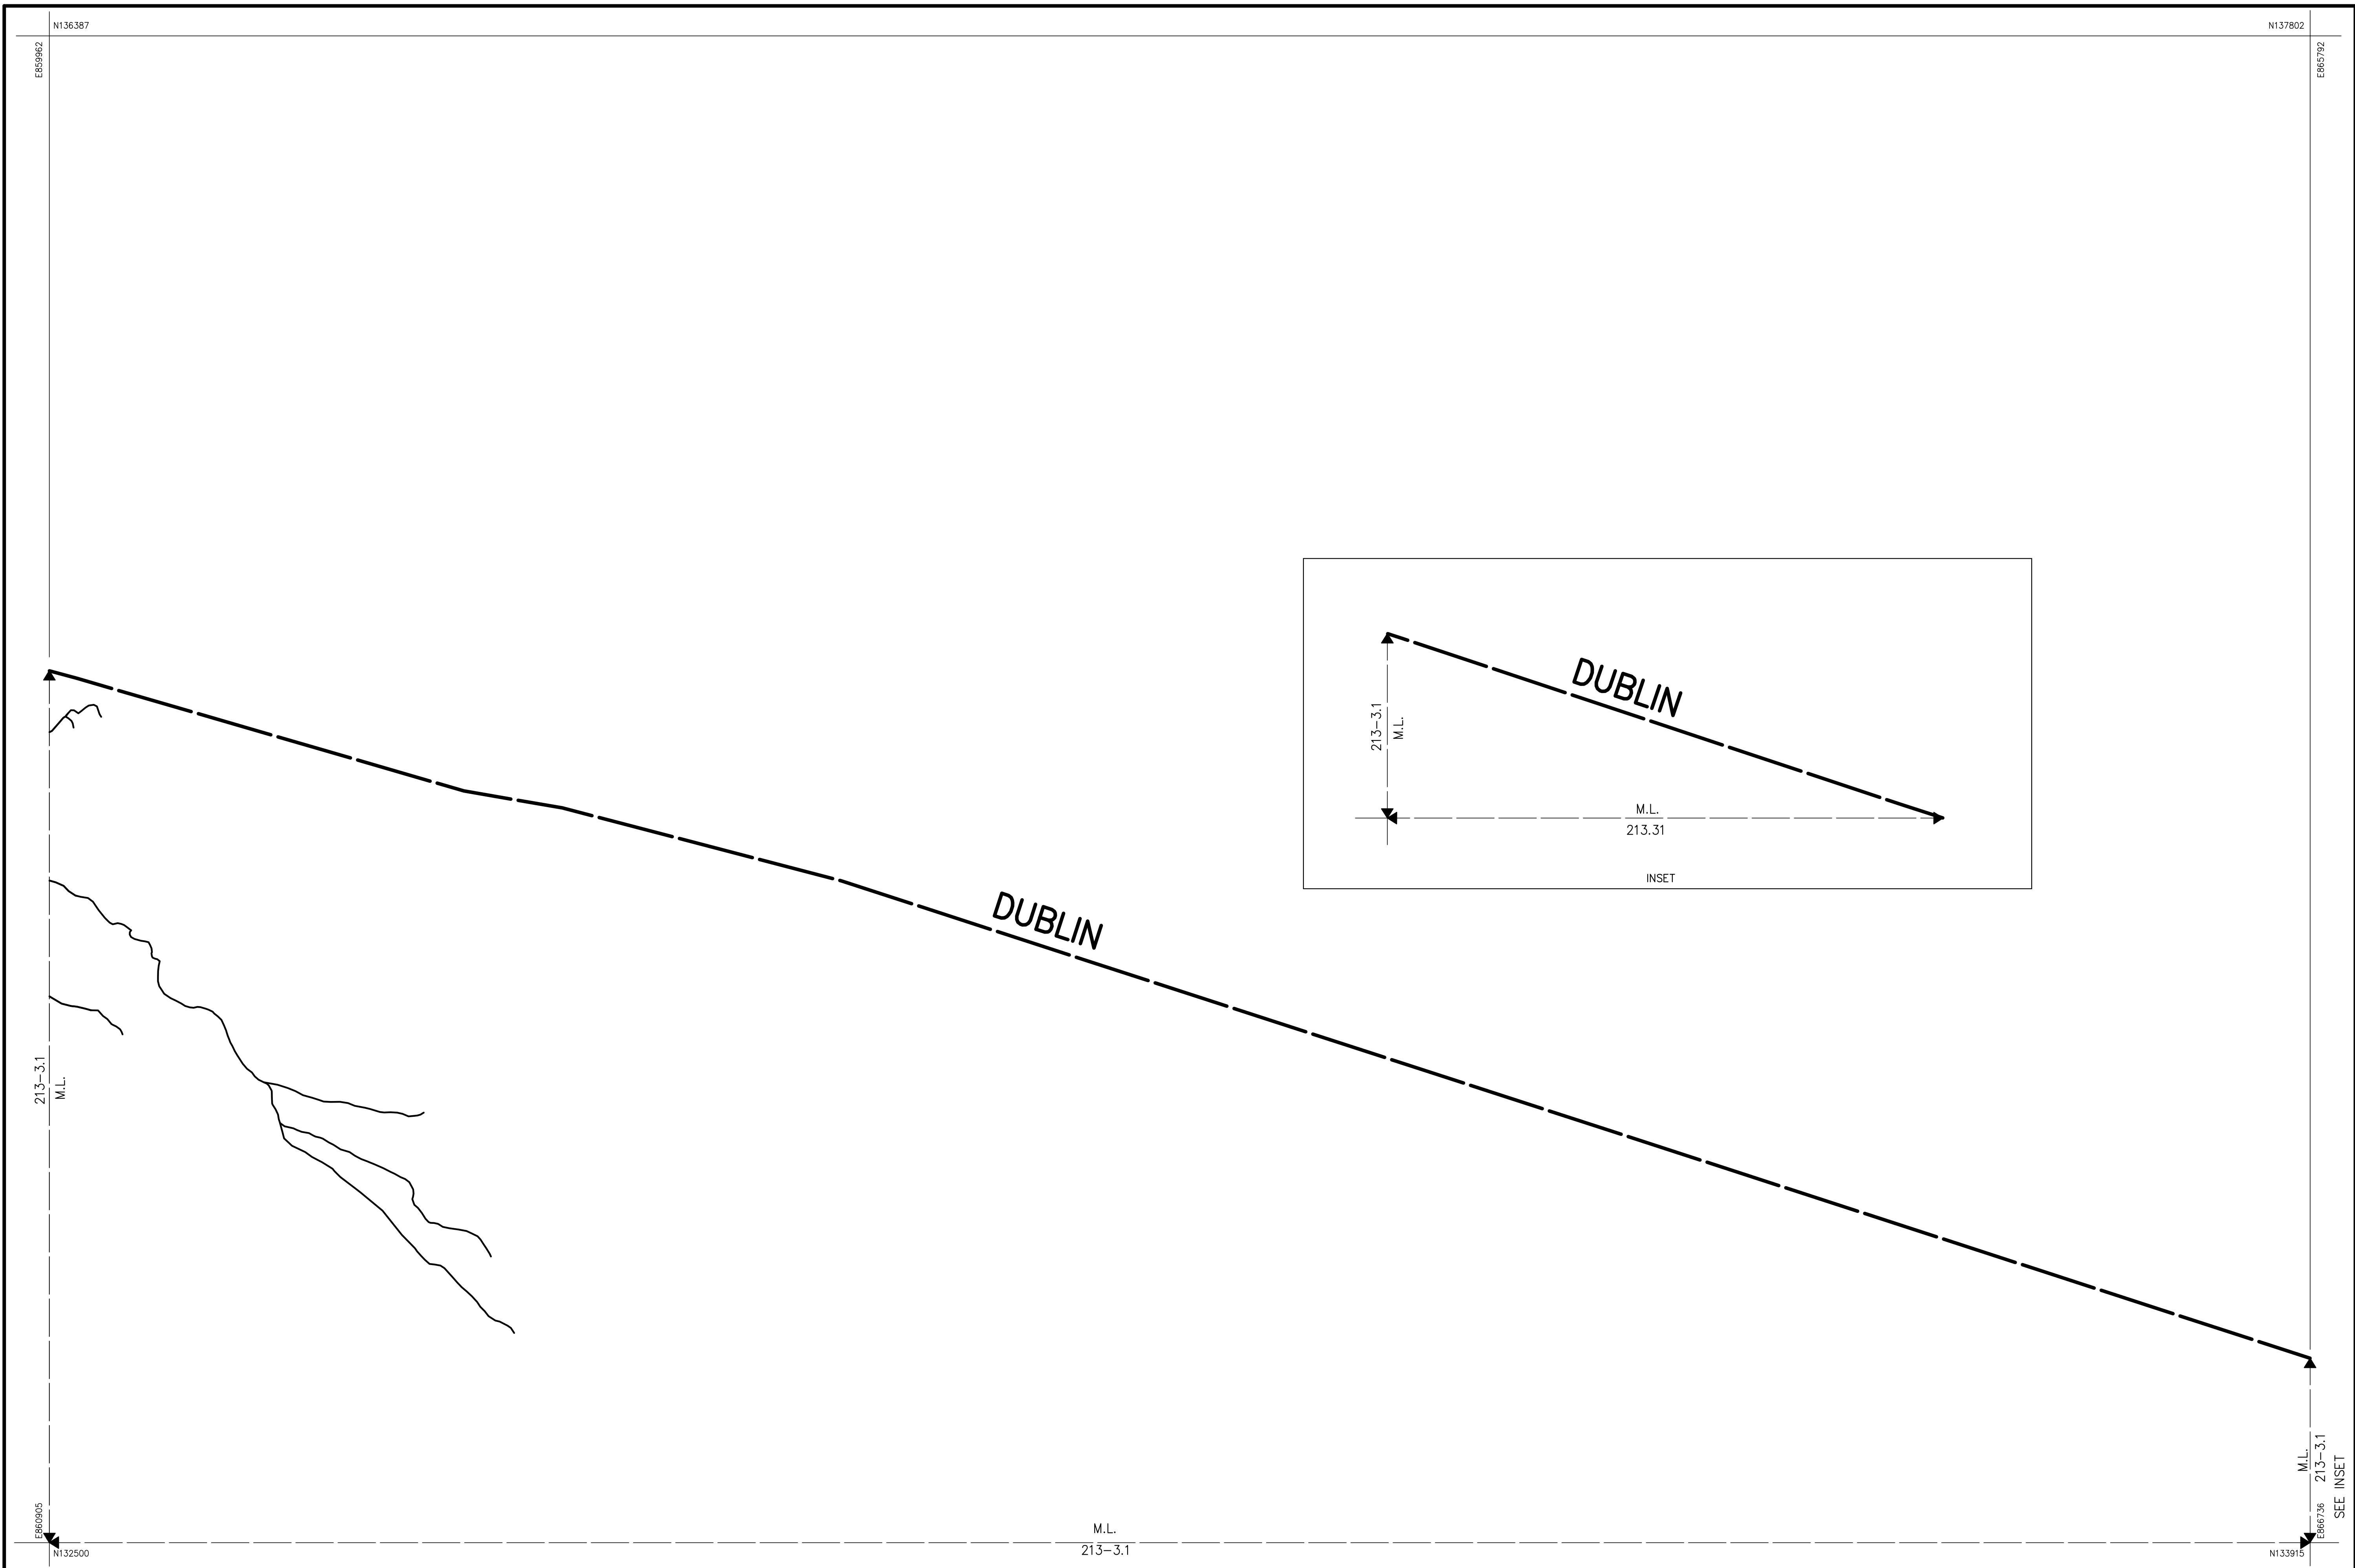 N136387
N137802
E859962
E865792
DUBLIN
213-3.1
M.L.
M.L.
213.31
INSET
DUBLIN
213-3.1
M.L.
M.L.
213-3.1
SEE INSET
E860905
E866736
M.L.
213-3.1
N132500
N133915